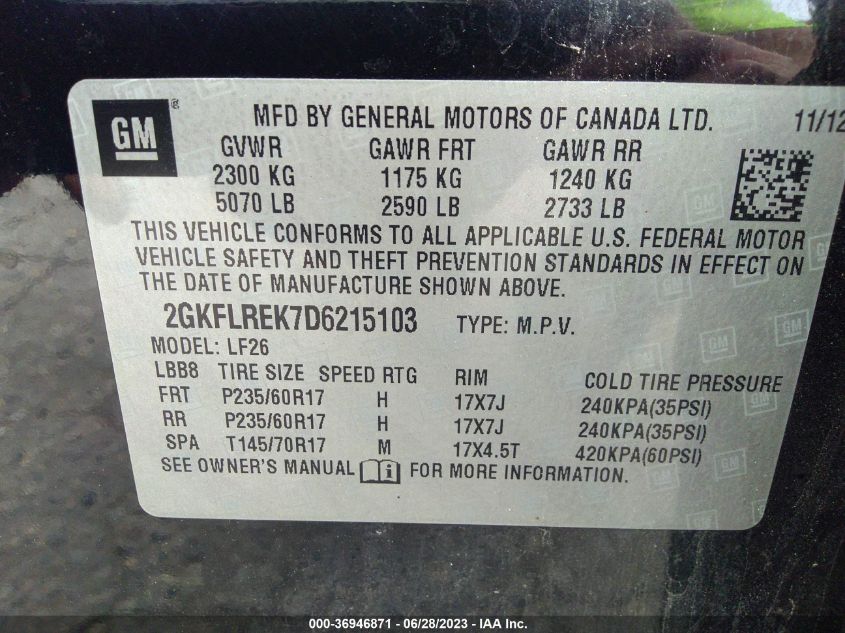 GM®
MFD BY GENERAL MOTORS OF CANADA LTD. 11/12
GVWR GAWR FRT GAWR RR
2300 KG 1175 KG 1240 KG
5070 LB 2590 LB 2733 LB
THIS VEHICLE CONFORMS TO ALL APPLICABLE U.S. FEDERAL MOTOR
VEHICLE SAFETY AND THEFT PREVENTION STANDARDS IN EFFECT ON
THE DATE OF MANUFACTURE SHOWN ABOVE.
2GKFLREK7D6215103 TYPE: M.P.V.
MODEL: LF26
LBB8 TIRE SIZE SPEED RTG RIM COLD TIRE PRESSURE
FRT P235/60R17 H 17X7J 240KPA(35PSI)
RR P235/60R17 H 17X7J 240KPA(35PSI)
SPA T145/70R17 M 17X4.5T 420KPA(60PSI)
SEE OWNER'S MANUAL i FOR MORE INFORMATION.
000-36946871 - 06/28/2023 - IAA Inc.